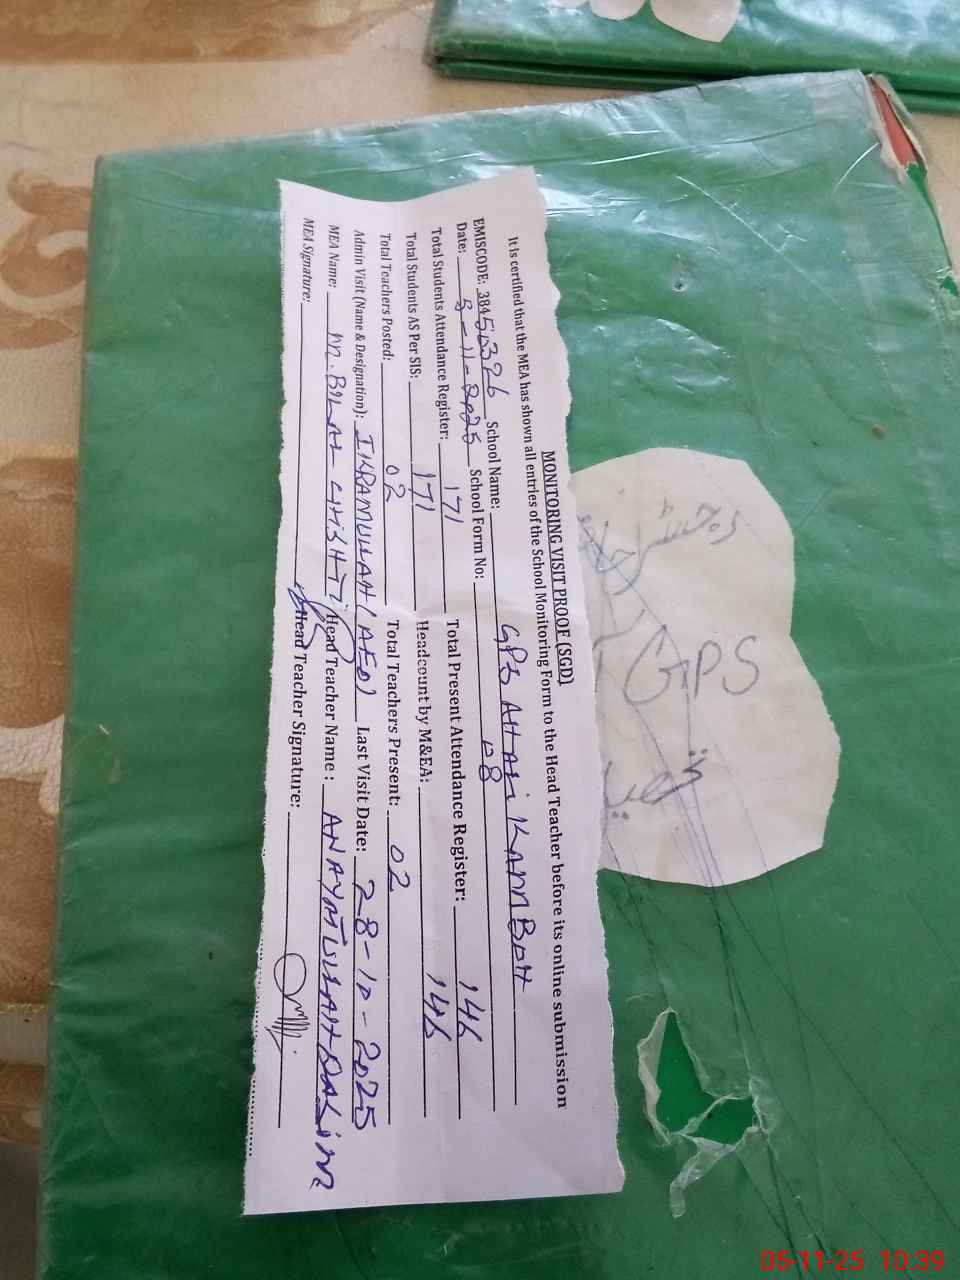 MONITORING VISIT PROOF (SGD)
It is certified that the MEA has shown all entries of the School Monitoring Form to the Head Teacher before its online submission
EMISCODE: 38450326 School Name: GPS AHALi KAMBOH
Date: 5-11-2025 School Form No: 08
Total Students Attendance Register: 171 Total Present Attendance Register: 146
Total Students AS Per SIS: 171 Headcount by M&EA: 146
Total Teachers Posted: 02 Total Teachers Present: 02
Admin Visit (Name & Designation): IKRAMULLAH (AEO) Last Visit Date: 28-10-2025
MEA Name: M. BILAL CHISHTI Head Teacher Name : ANAYATULLAH SALim
MEA Signature: Head Teacher Signature:
GPS
05-11-25 10:39